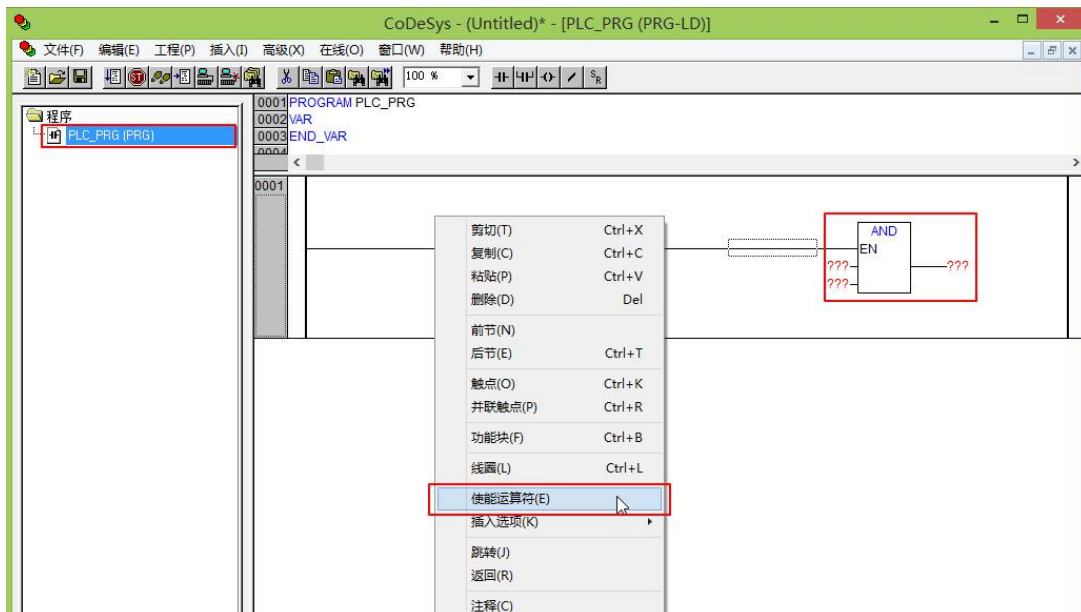 CoDeSys - (Untitled)* - [PLC_PRG (PRG-LD)]
文件(F) 编辑(E) 工程(P) 插入(I) 高级(X) 在线(O) 窗口(W) 帮助(H)
100 %
程序
PLC_PRG (PRG)
0001 PROGRAM PLC_PRG
0002 VAR
0003 END_VAR
0004
0001
剪切(T) Ctrl+X
复制(C) Ctrl+C
粘贴(P) Ctrl+V
删除(D) Del
前节(N)
后节(E) Ctrl+T
触点(O) Ctrl+K
并联触点(P) Ctrl+R
功能块(F) Ctrl+B
线圈(L) Ctrl+L
使能运算符(E)
插入选项(K)
跳转(J)
返回(R)
注释(C)
AND
EN
??? ???
???